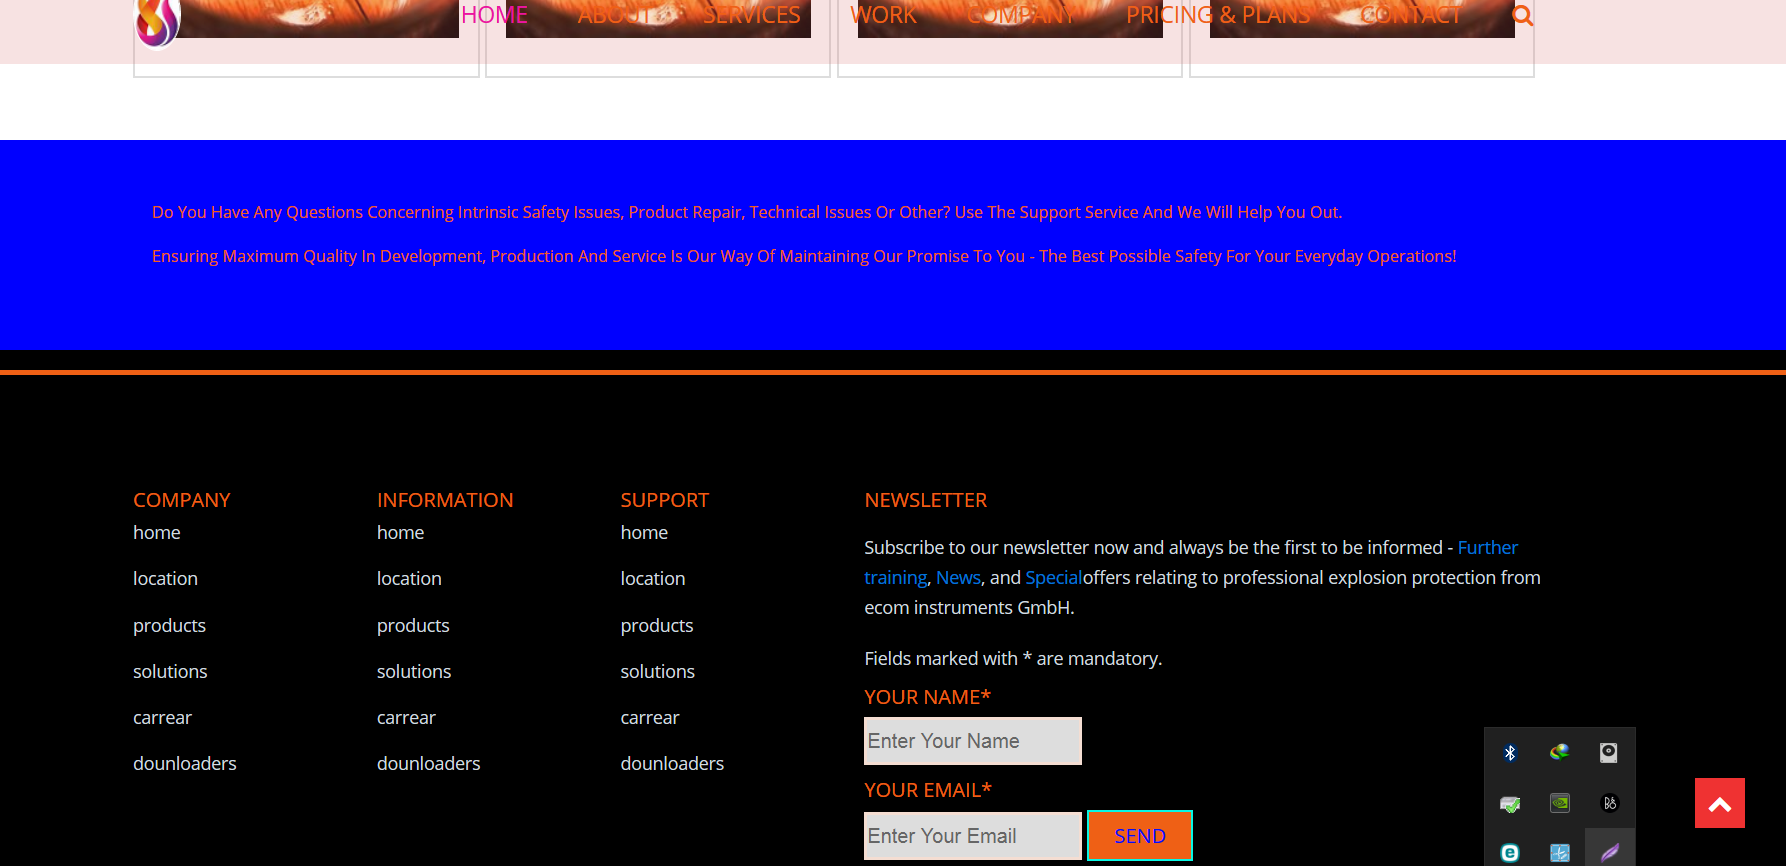 HOME ABOUT SERVICES WORK COMPANY PRICING & PLANS CONTACT
Do You Have Any Questions Concerning Intrinsic Safety Issues, Product Repair, Technical Issues Or Other? Use The Support Service And We Will Help You Out.
Ensuring Maximum Quality In Development, Production And Service Is Our Way Of Maintaining Our Promise To You - The Best Possible Safety For Your Everyday Operations!
COMPANY
home
location
products
solutions
carrear
dounloaders
INFORMATION
home
location
products
solutions
carrear
dounloaders
SUPPORT
home
location
products
solutions
carrear
dounloaders
NEWSLETTER
Subscribe to our newsletter now and always be the first to be informed - Further
training, News, and Specialoffers relating to professional explosion protection from
ecom instruments GmbH.
Fields marked with * are mandatory.
YOUR NAME*
Enter Your Name
YOUR EMAIL*
Enter Your Email SEND